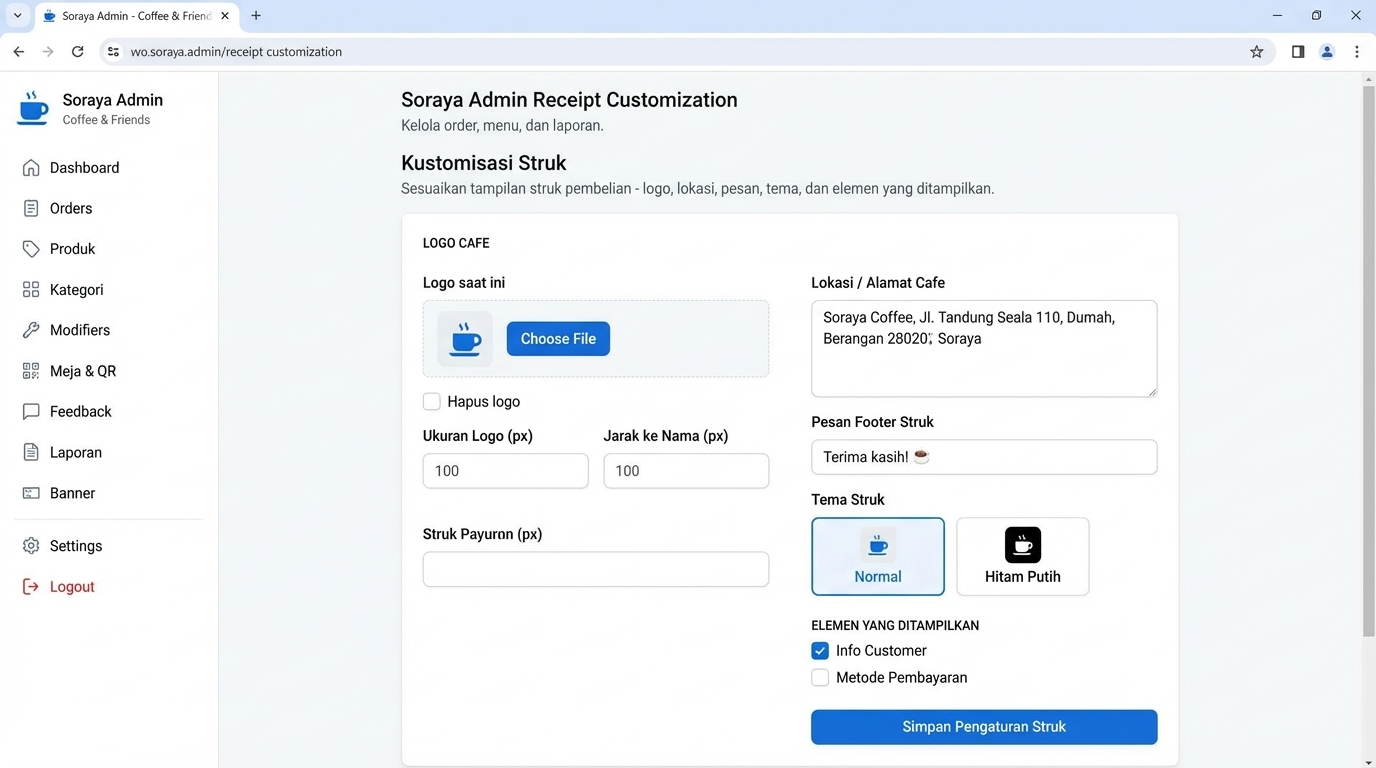 Soraya Admin - Coffee & Friend
wo.soraya.admin/receipt customization
Soraya Admin
Coffee & Friends
Dashboard
Orders
Produk
Kategori
Modifiers
Meja & QR
Feedback
Laporan
Banner
Settings
Logout
Soraya Admin Receipt Customization
Kelola order, menu, dan laporan.
Kustomisasi Struk
Sesuaikan tampilan struk pembelian - logo, lokasi, pesan, tema, dan elemen yang ditampilkan.
LOGO CAFE
Logo saat ini
Choose File
Hapus logo
Ukuran Logo (px)
Jarak ke Nama (px)
100
100
Struk Payuron (px)
Lokasi / Alamat Cafe
Soraya Coffee, Jl. Tandung Seala 110, Dumah,
Berangan 28020, Soraya
Pesan Footer Struk
Terima kasih! ☕
Tema Struk
Normal
Hitam Putih
ELEMEN YANG DITAMPILKAN
Info Customer
Metode Pembayaran
Simpan Pengaturan Struk